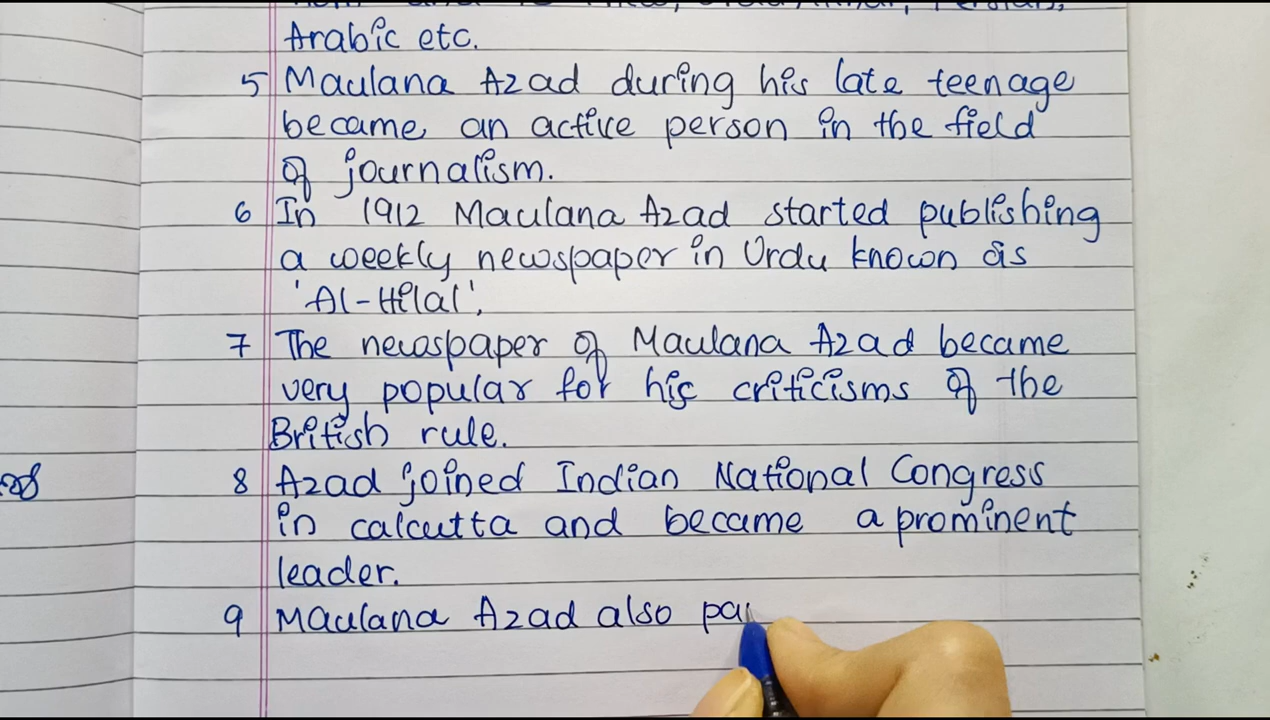 Arabic etc.
5 Maulana Azad during his late teenage
became an active person in the field
of journalism.
6 In 1912 Maulana Azad started publishing
a weekly newspaper in Urdu known as
'Al-Hilal'.
7 The newspaper of Maulana Azad became
very popular for his criticisms of the
British rule.
8 Azad joined Indian National Congress
in calcutta and became a prominent
leader.
9 Maulana Azad also pa